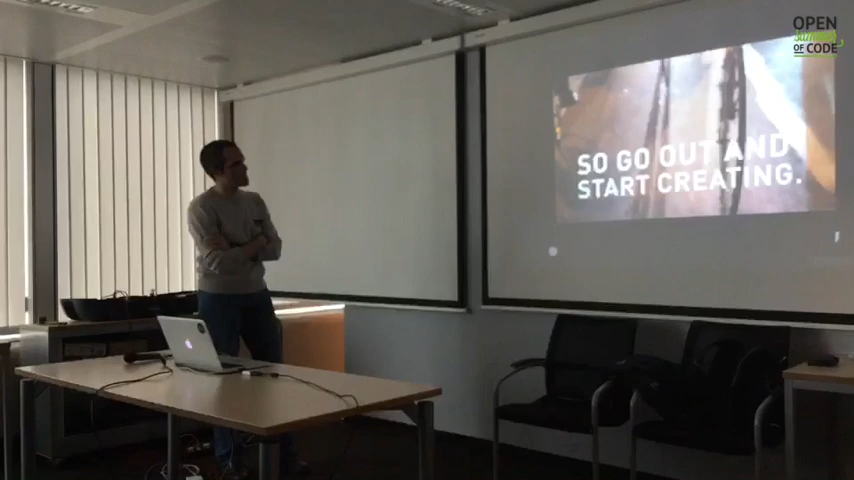 OPEN
summer
OF CODE
SO GO OUT AND
START CREATING.